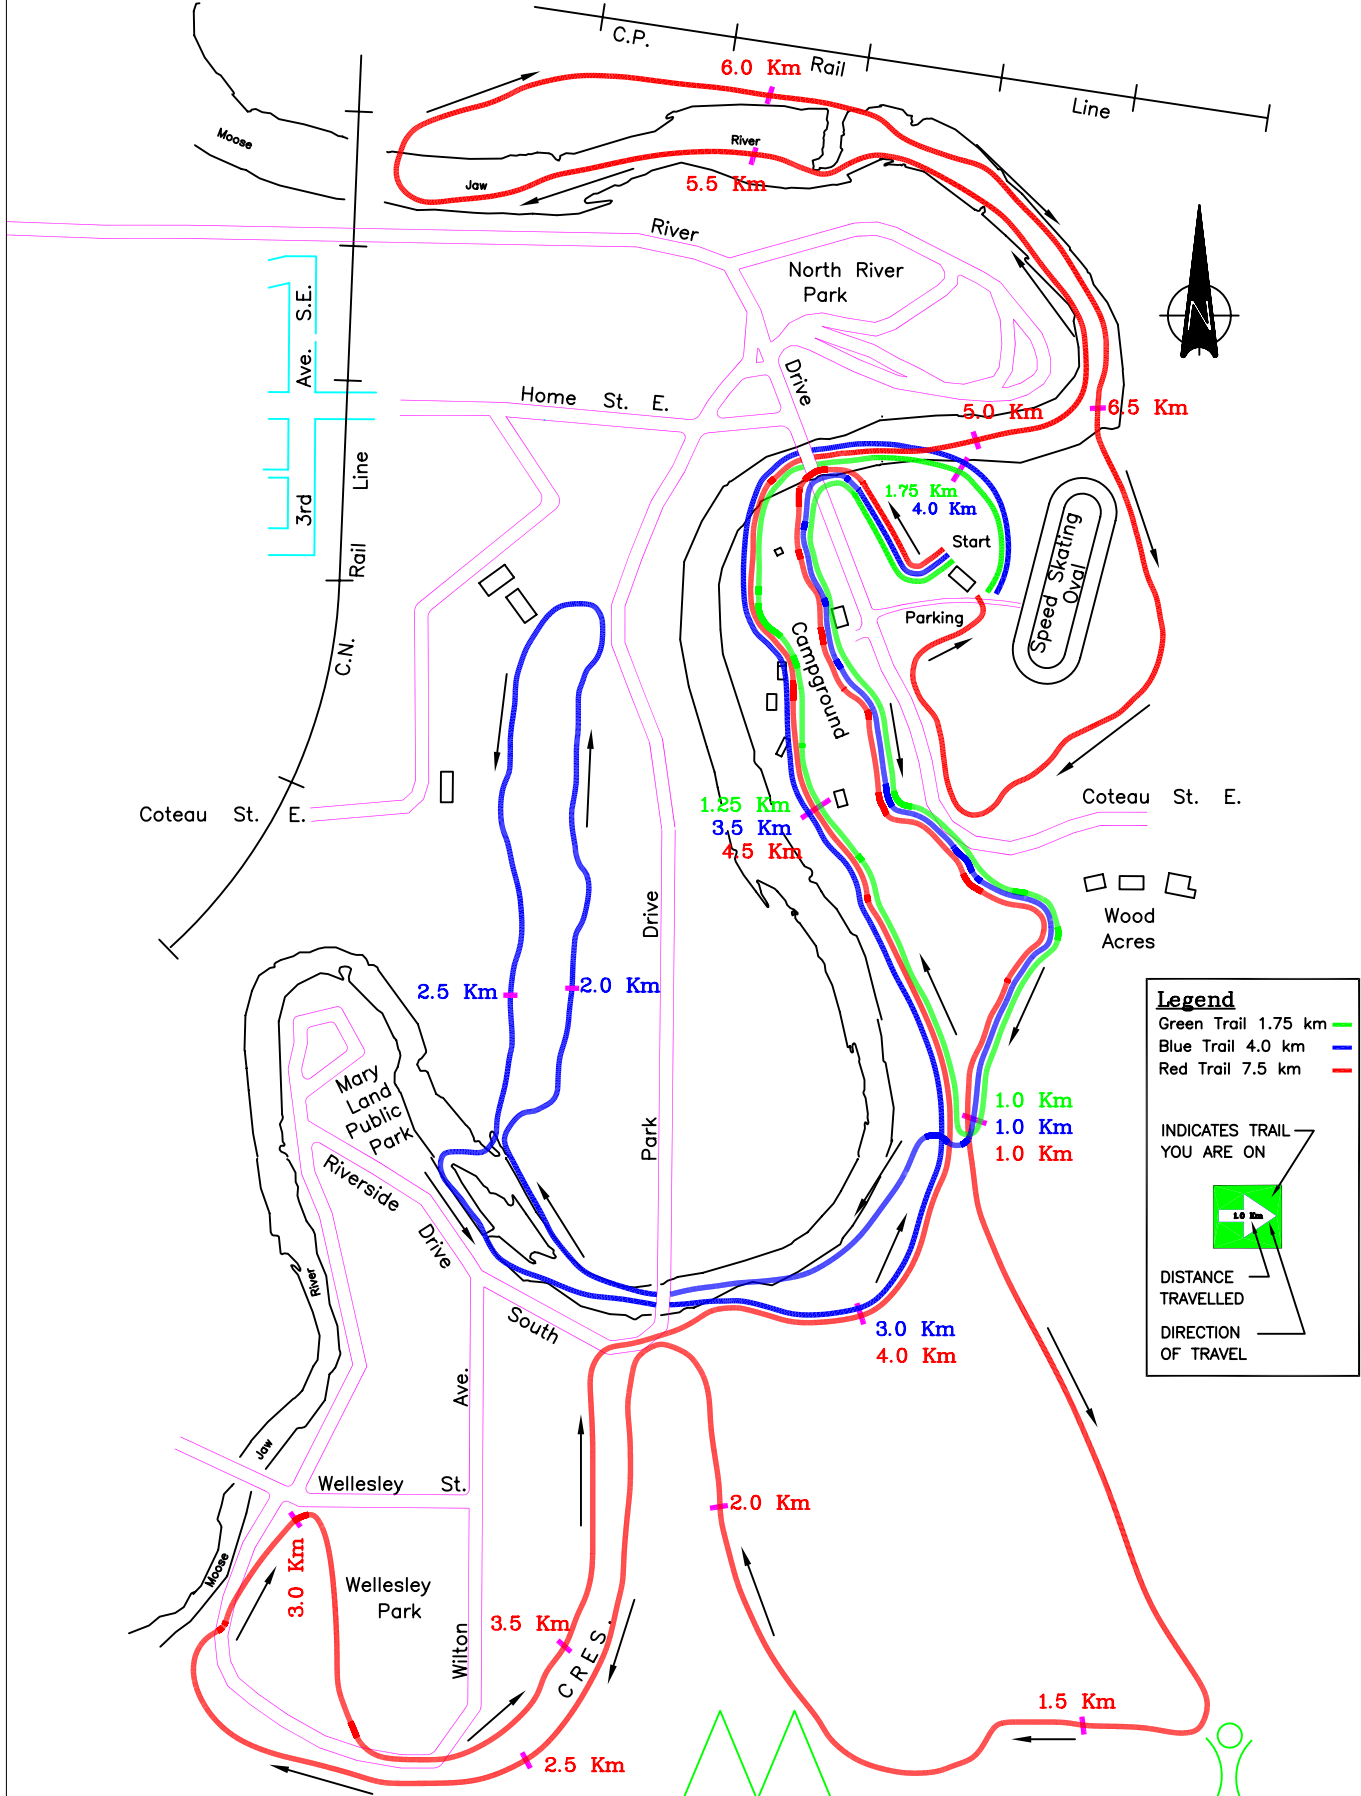 C.P.
Rail
Line
6.0 Km
Moose
River
5.5 Km
Jaw
River
North River
Park
Ave. S.E.
3rd
Drive
Home St. E.
5.0 Km
6.5 Km
Line
Rail
C.N.
1.75 Km
4.0 Km
Start
Speed Skating
Oval
Parking
Campground
Coteau St. E.
1.25 Km
3.5 Km
4.5 Km
Coteau St. E.
Wood
Acres
Drive
Park
2.5 Km
2.0 Km
Legend
Green Trail 1.75 km
Blue Trail 4.0 km
Red Trail 7.5 km
INDICATES TRAIL
YOU ARE ON
1.0 Km
DISTANCE
TRAVELLED
DIRECTION
OF TRAVEL
Mary
Land
Public
Park
1.0 Km
1.0 Km
1.0 Km
Riverside
Drive
South
River
Jaw
Moose
3.0 Km
4.0 Km
Ave.
Wilton
Wellesley St.
2.0 Km
3.0 Km
Wellesley
Park
3.5 Km
CRES.
1.5 Km
2.5 Km
N